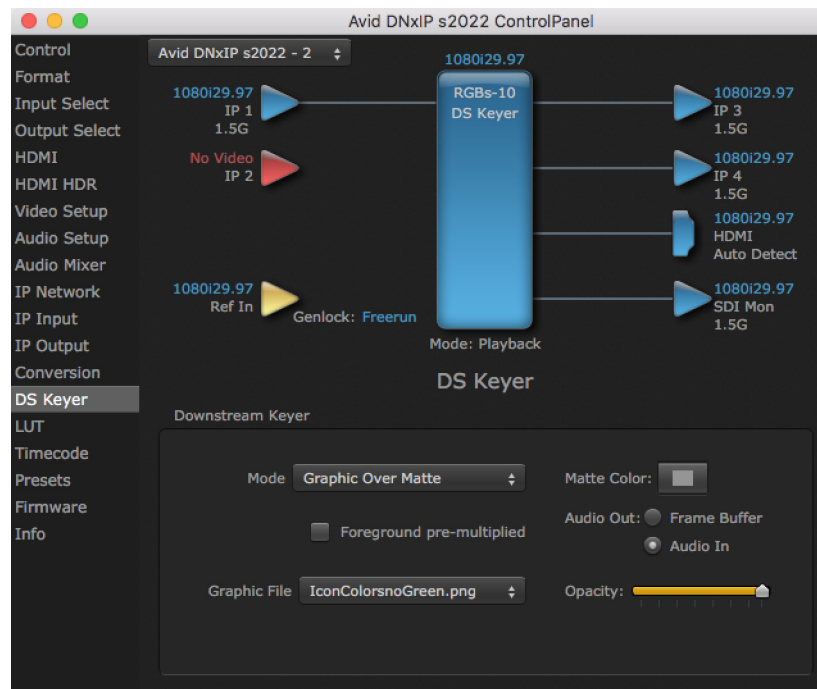 Avid DNxIP s2022 ControlPanel
Control
Format
Input Select
Output Select
HDMI
HDMI HDR
Video Setup
Audio Setup
Audio Mixer
IP Network
IP Input
IP Output
Conversion
DS Keyer
LUT
Timecode
Presets
Firmware
Info
Avid DNxIP s2022 - 2
1080i29.97
RGBs-10
DS Keyer
1080i29.97
IP 1
1.5G
No Video
IP 2
1080i29.97
Ref In
Genlock: Freerun
Mode: Playback
1080i29.97
IP 3
1.5G
1080i29.97
IP 4
1.5G
1080i29.97
HDMI
Auto Detect
1080i29.97
SDI Mon
1.5G
DS Keyer
Downstream Keyer
Mode Graphic Over Matte
Foreground pre-multiplied
Graphic File IconColorsnoGreen.png
Matte Color:
Audio Out: Frame Buffer
Audio In
Opacity: